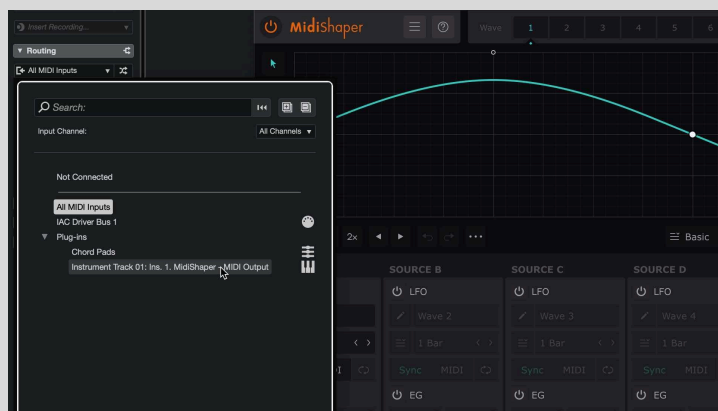 Insert Recording...
MidiShaper
Wave 1 2 3 4 5 6
Routing
All MIDI Inputs
Search:
Input Channel:
All Channels
Not Connected
All MIDI Inputs
IAC Driver Bus 1
Plug-ins
Chord Pads
Instrument Track 01: Ins. 1. MidiShaper - MIDI Output
2x
Basic
SOURCE B SOURCE C SOURCE D
LFO LFO LFO
Wave 2 Wave 3 Wave 4
1 Bar 1 Bar 1 Bar
Sync MIDI Sync MIDI Sync MIDI
EG EG EG